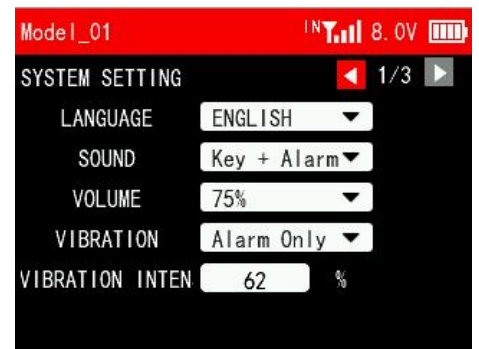 Model_01 IN 8.0V
SYSTEM SETTING 1/3
LANGUAGE ENGLISH
SOUND Key + Alarm
VOLUME 75%
VIBRATION Alarm Only
VIBRATION INTEN 62 %